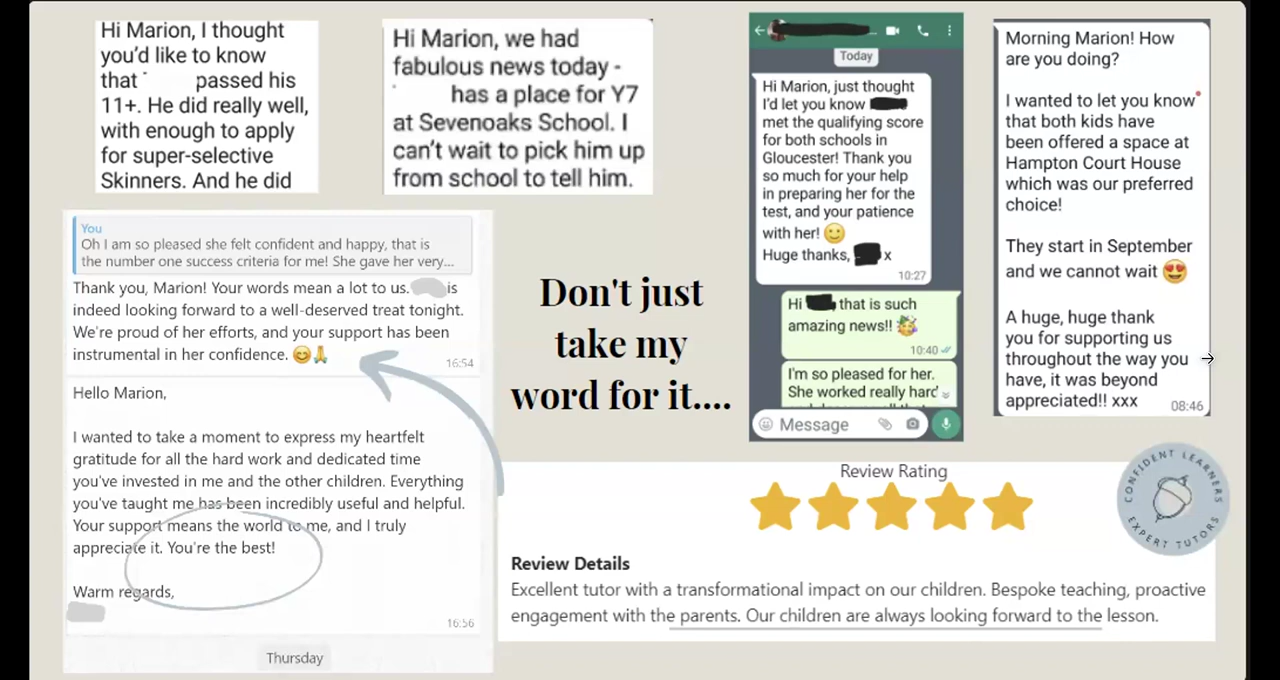 Hi Marion, I thought
you'd like to know
that passed his
11+. He did really well,
with enough to apply
for super-selective
Skinners. And he did
Hi Marion, we had
fabulous news today -
has a place for Y7
at Sevenoaks School. I
can't wait to pick him up
from school to tell him.
Today
Hi Marion, just thought
I'd let you know
met the qualifying score
for both schools in
Gloucester! Thank you
so much for your help
in preparing her for the
test, and your patience
with her! 🙂
Huge thanks, x
10:27
Hi , that is such
amazing news!! 🥳
10:40
I'm so pleased for her.
She worked really hard
Message
Morning Marion! How
are you doing?
I wanted to let you know
that both kids have
been offered a space at
Hampton Court House
which was our preferred
choice!
They start in September
and we cannot wait 😍
A huge, huge thank
you for supporting us
throughout the way you
have, it was beyond
appreciated!! xxx
08:46
You
Oh I am so pleased she felt confident and happy, that is
the number one success criteria for me! She gave her very...
Thank you, Marion! Your words mean a lot to us. is
indeed looking forward to a well-deserved treat tonight.
We're proud of her efforts, and your support has been
instrumental in her confidence. 😊🙏
16:54
Hello Marion,
I wanted to take a moment to express my heartfelt
gratitude for all the hard work and dedicated time
you've invested in me and the other children. Everything
you've taught me has been incredibly useful and helpful.
Your support means the world to me, and I truly
appreciate it. You're the best!
Warm regards,
16:56
Thursday
Don't just
take my
word for it....
Review Rating
Review Details
Excellent tutor with a transformational impact on our children. Bespoke teaching, proactive
engagement with the parents. Our children are always looking forward to the lesson.
CONFIDENT LEARNERS
EXPERT TUTORS